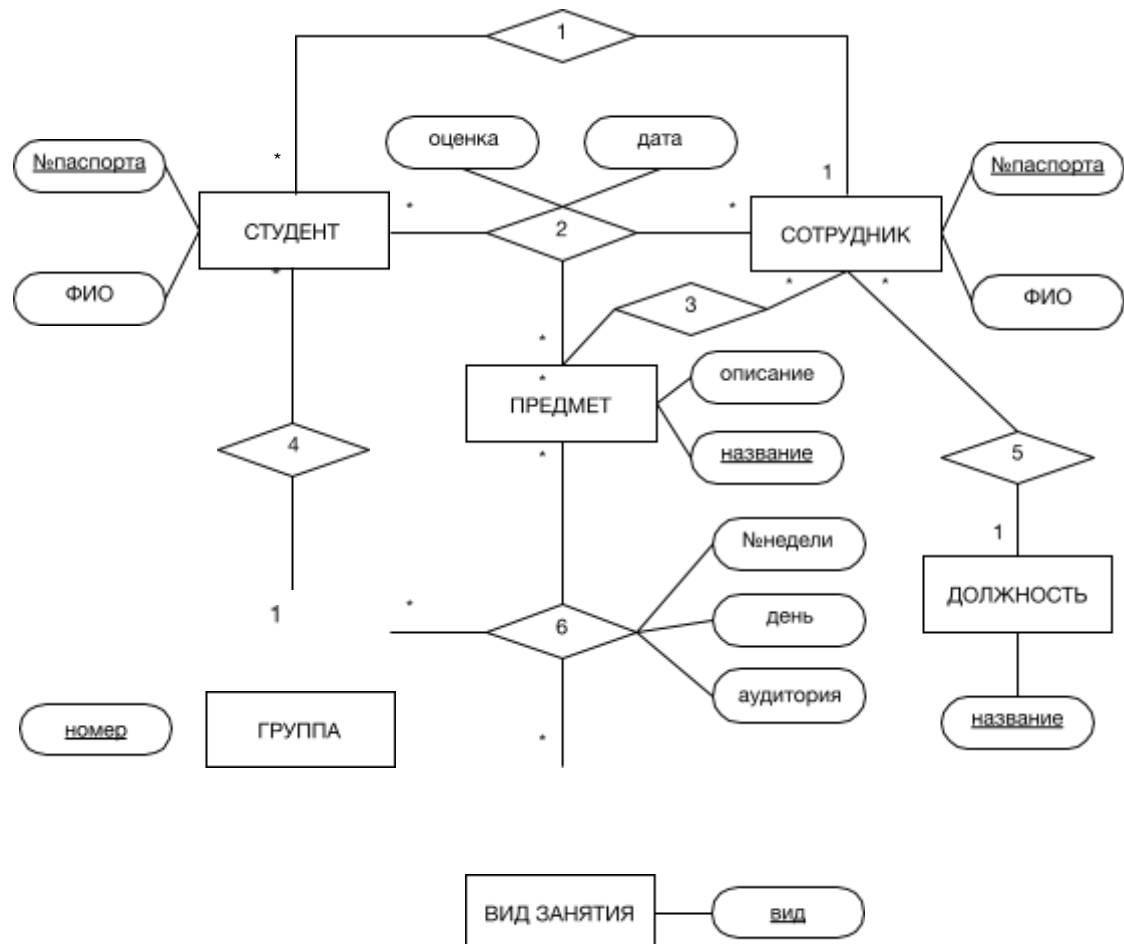 1
оценка
дата
№паспорта
*
1
№паспорта
*
*
СТУДЕНТ
2
СОТРУДНИК
*
*
*
ФИО
3
ФИО
*
*
описание
ПРЕДМЕТ
4
*
название
5
1
№недели
ДОЛЖНОСТЬ
1
*
6
день
аудитория
номер
ГРУППА
*
название
ВИД ЗАНЯТИЯ
вид